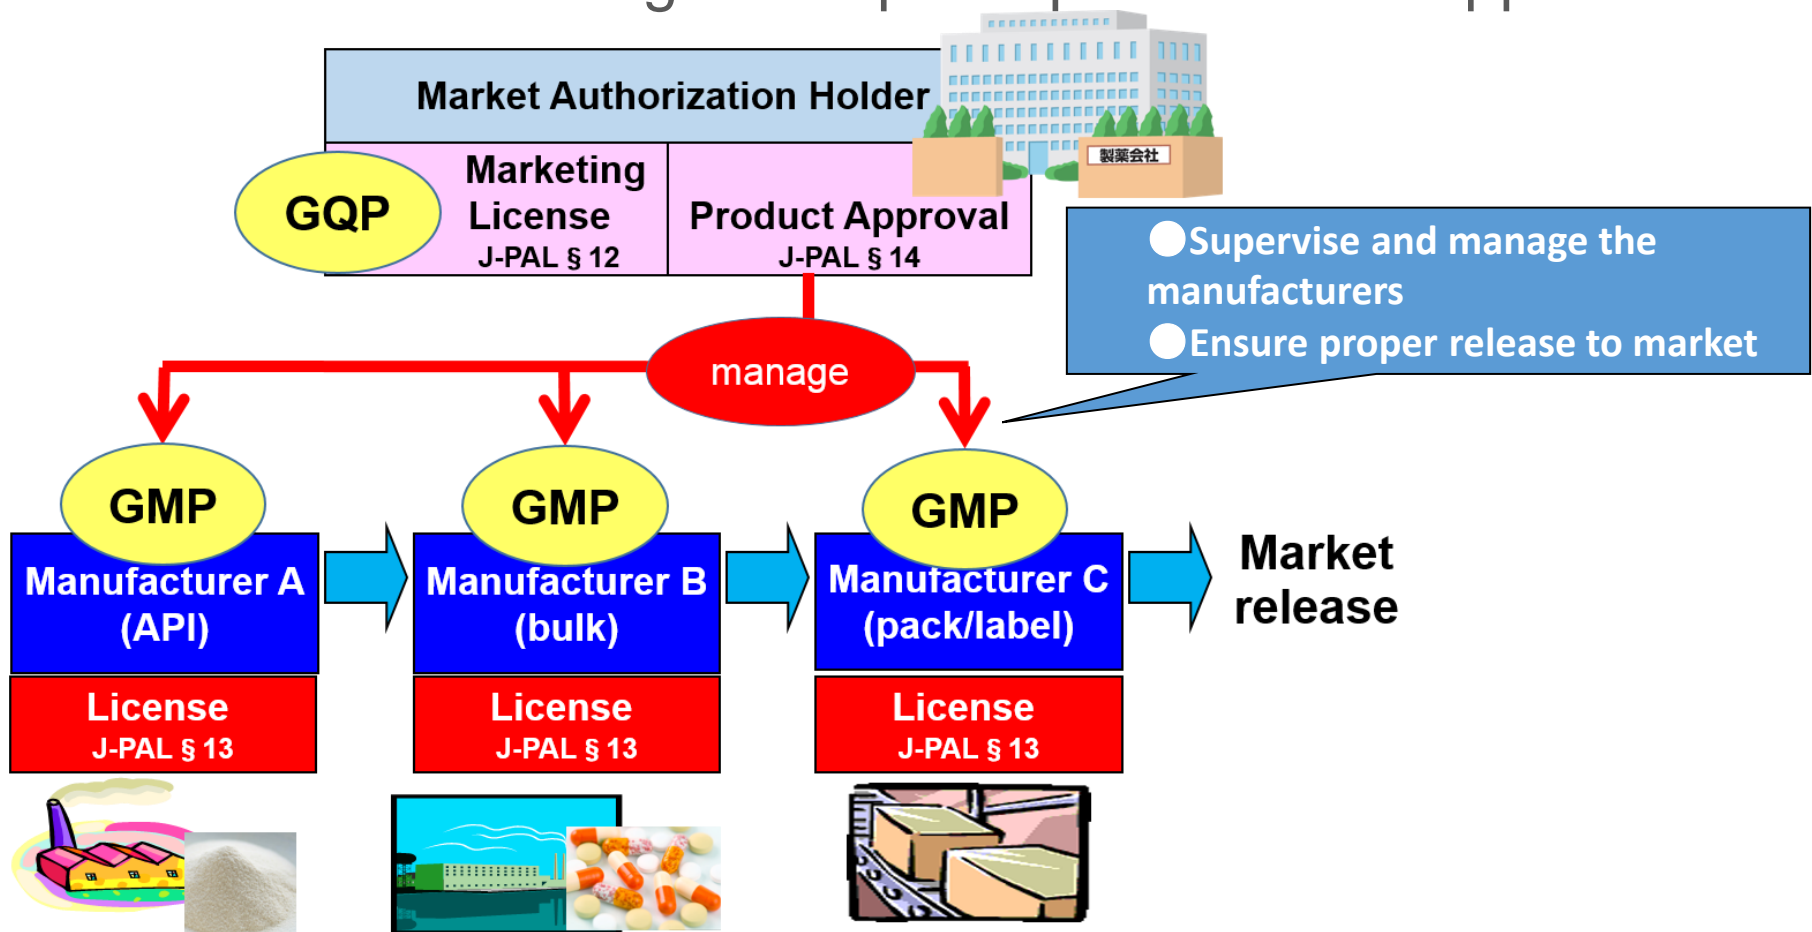 Market Authorization Holder
製薬会社
GQP
Marketing
License
J-PAL § 12
Product Approval
J-PAL § 14
●Supervise and manage the
manufacturers
●Ensure proper release to market
manage
GMP
GMP
GMP
Manufacturer A
(API)
Manufacturer B
(bulk)
Manufacturer C
(pack/label)
Market
release
License
J-PAL § 13
License
J-PAL § 13
License
J-PAL § 13